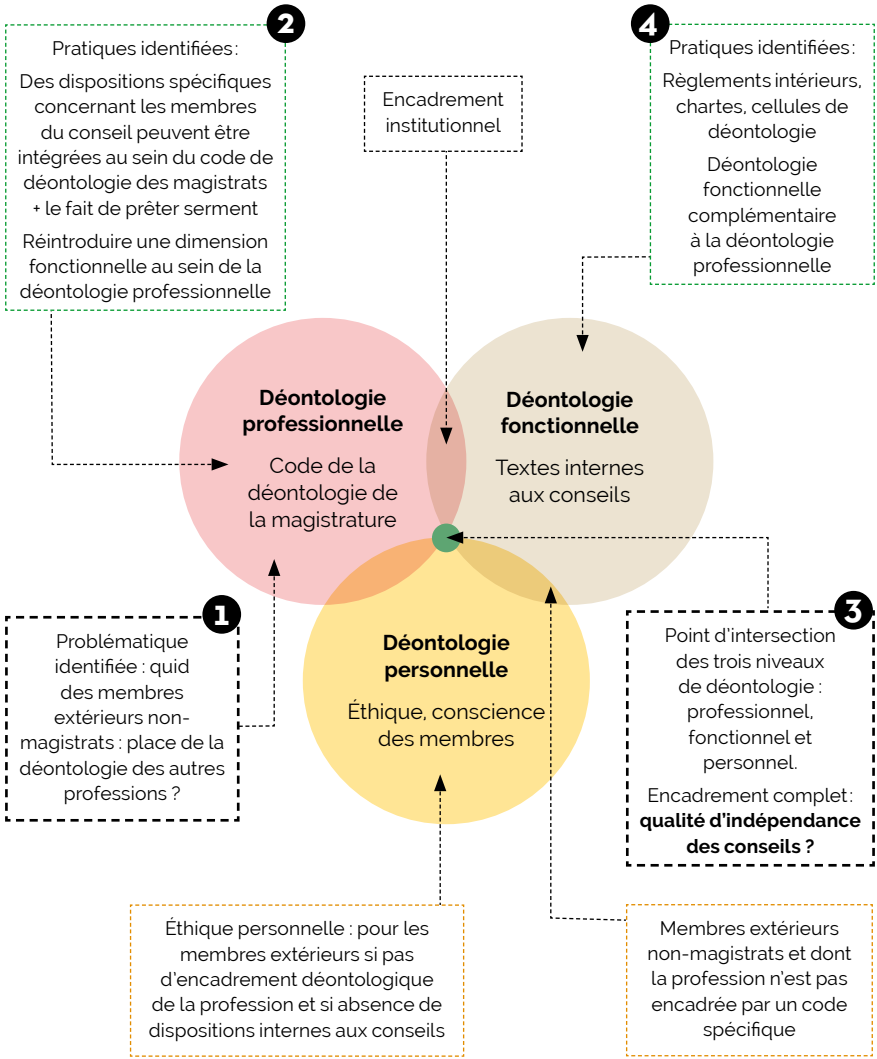 2
Pratiques identifiées :
Des dispositions spécifiques
concernant les membres
du conseil peuvent être
intégrées au sein du code de
déontologie des magistrats
+ le fait de prêter serment
Réintroduire une dimension
fonctionnelle au sein de la
déontologie professionnelle
Encadrement
institutionnel
4
Pratiques identifiées :
Règlements intérieurs,
chartes, cellules de
déontologie
Déontologie
fonctionnelle
complémentaire
à la déontologie
professionnelle
Déontologie
professionnelle
Code de la
déontologie de
la magistrature
Déontologie
fonctionnelle
Textes internes
aux conseils
Déontologie
personnelle
Éthique, conscience
des membres
1
Problématique
identifiée : quid
des membres
extérieurs non-
magistrats : place de la
déontologie des autres
professions ?
3
Point d'intersection
des trois niveaux
de déontologie :
professionnel,
fonctionnel et
personnel.
Encadrement complet :
qualité d'indépendance
des conseils ?
Éthique personnelle : pour les
membres extérieurs si pas
d'encadrement déontologique
de la profession et si absence de
dispositions internes aux conseils
Membres extérieurs
non-magistrats et dont
la profession n'est pas
encadrée par un code
spécifique